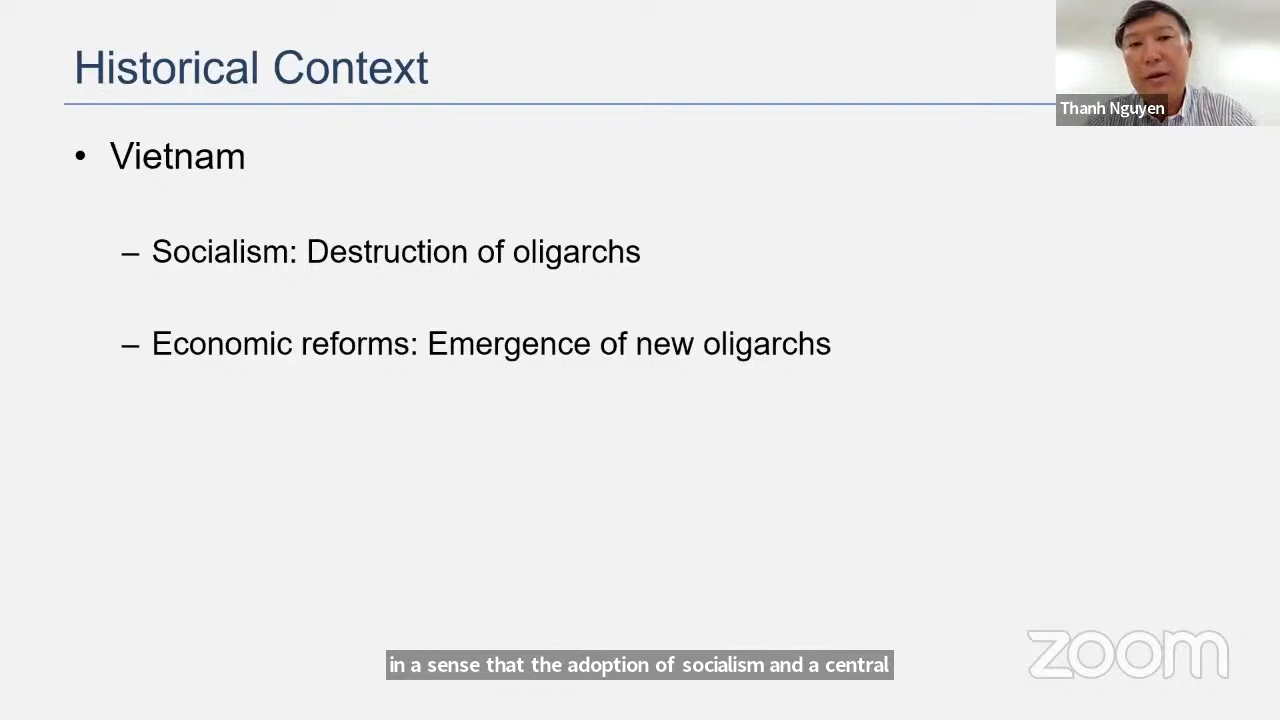 Historical Context
Thanh Nguyen
• Vietnam
– Socialism: Destruction of oligarchs
– Economic reforms: Emergence of new oligarchs
in a sense that the adoption of socialism and a central
zoom